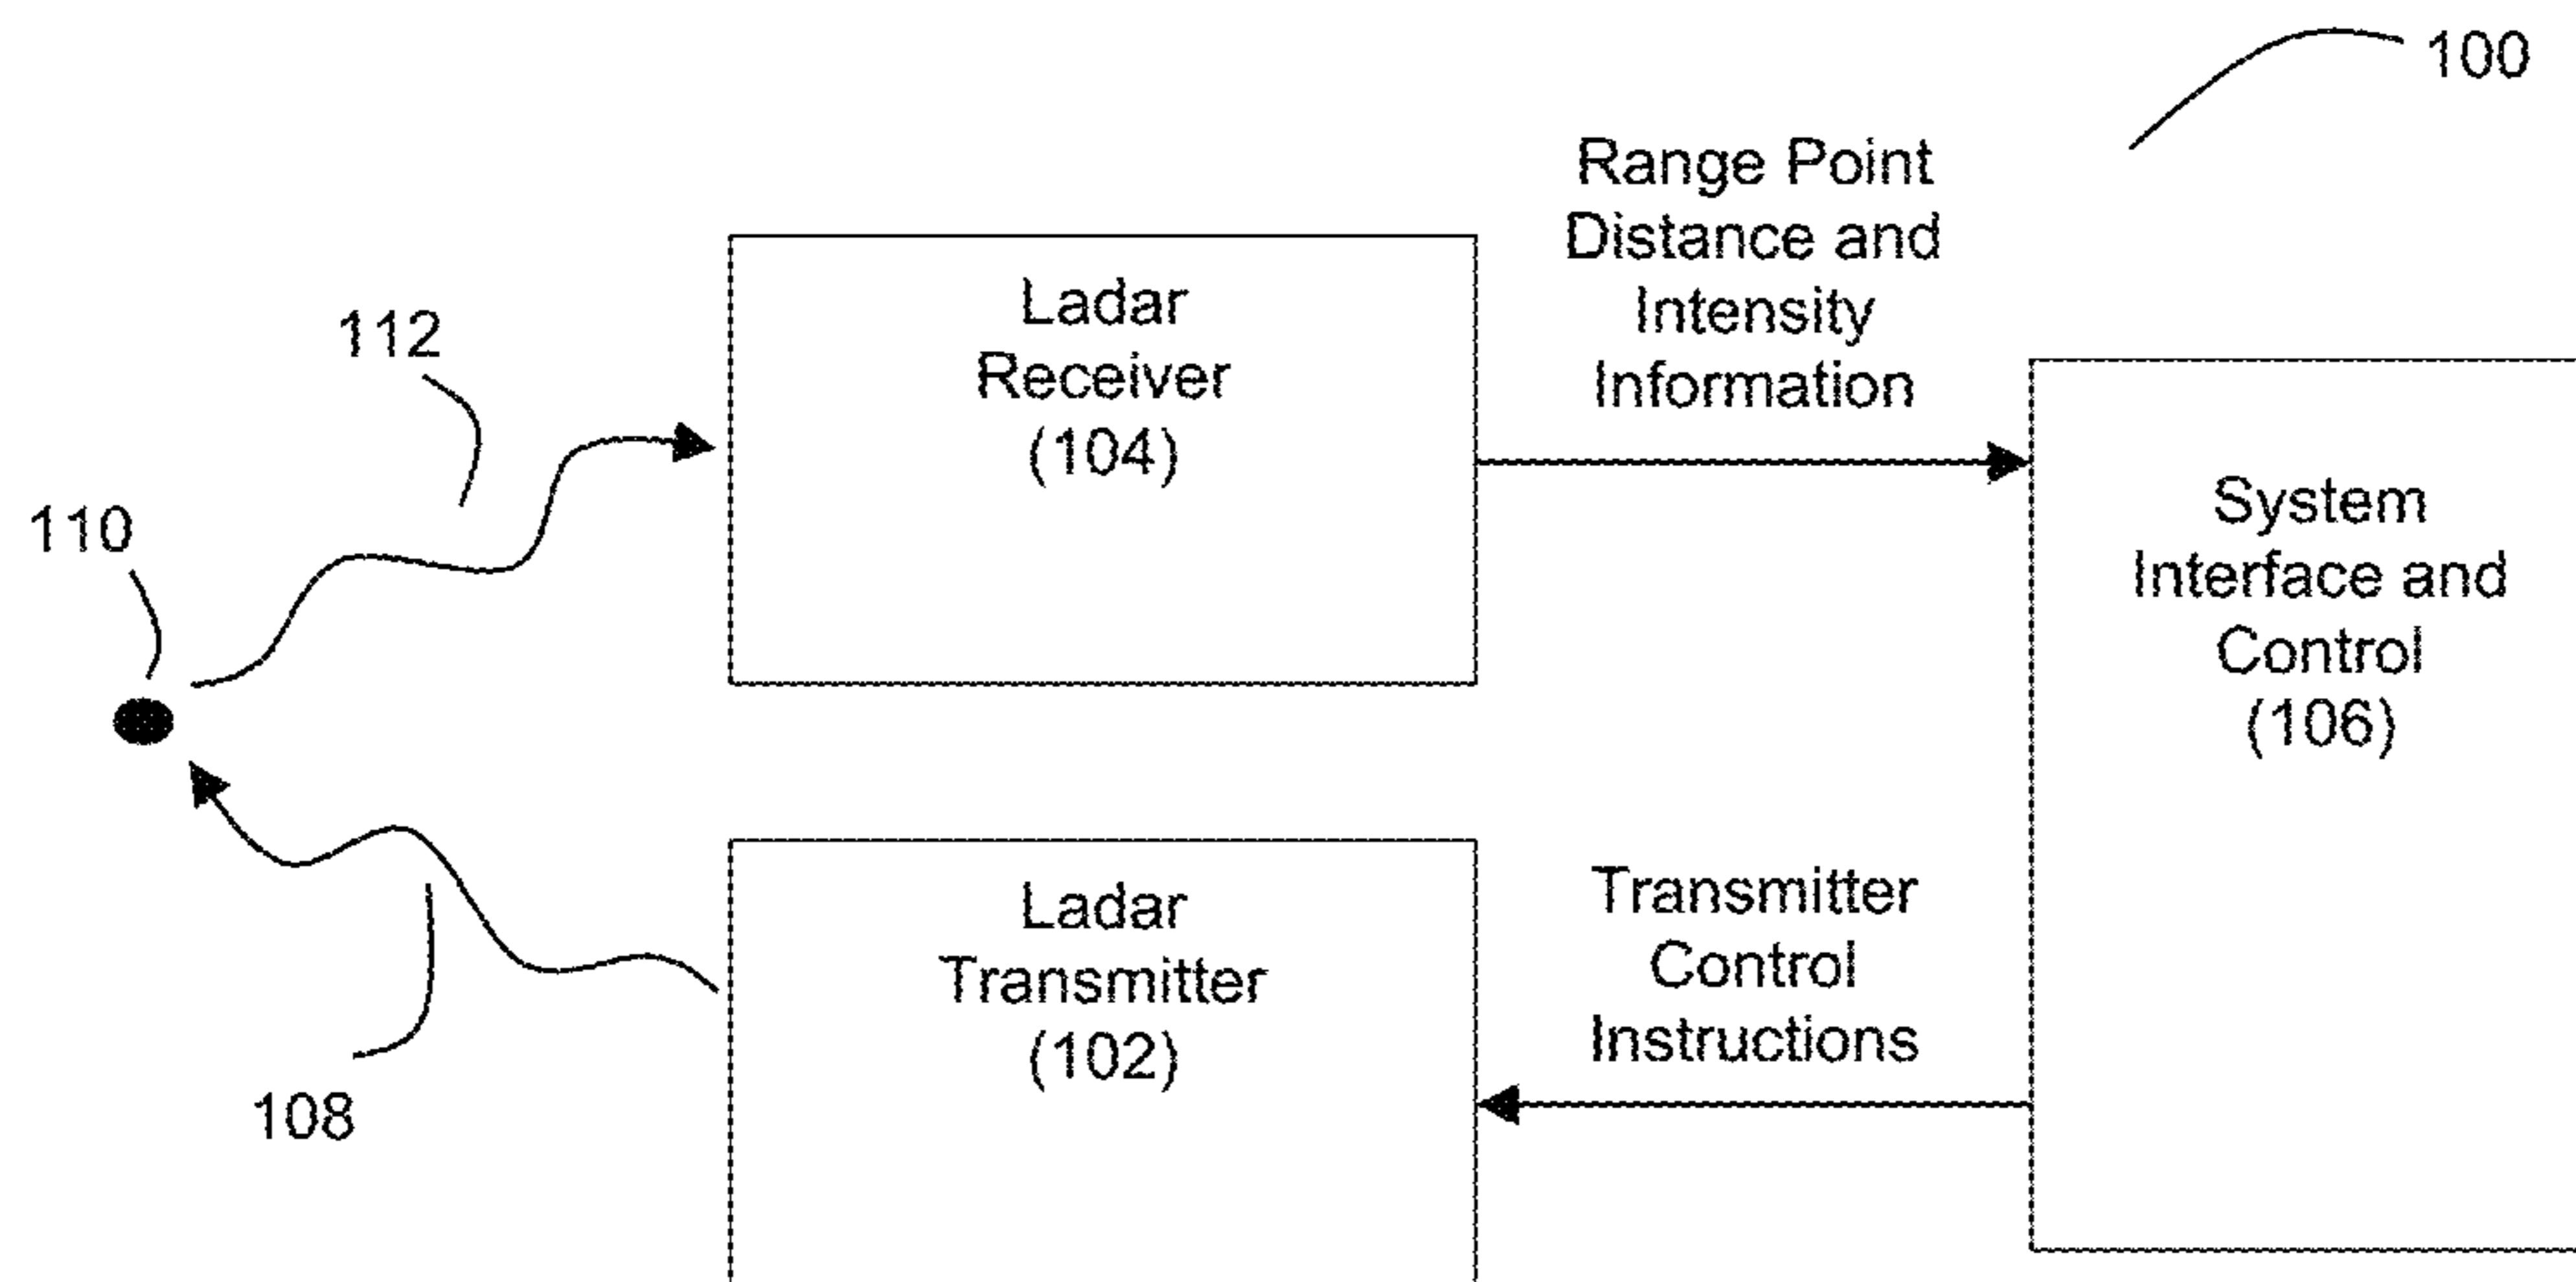 100
Range Point
Distance and
Intensity
Information
Ladar
Receiver
(104)
112
110
System
Interface and
Control
(106)
Ladar
Transmitter
(102)
Transmitter
Control
Instructions
108